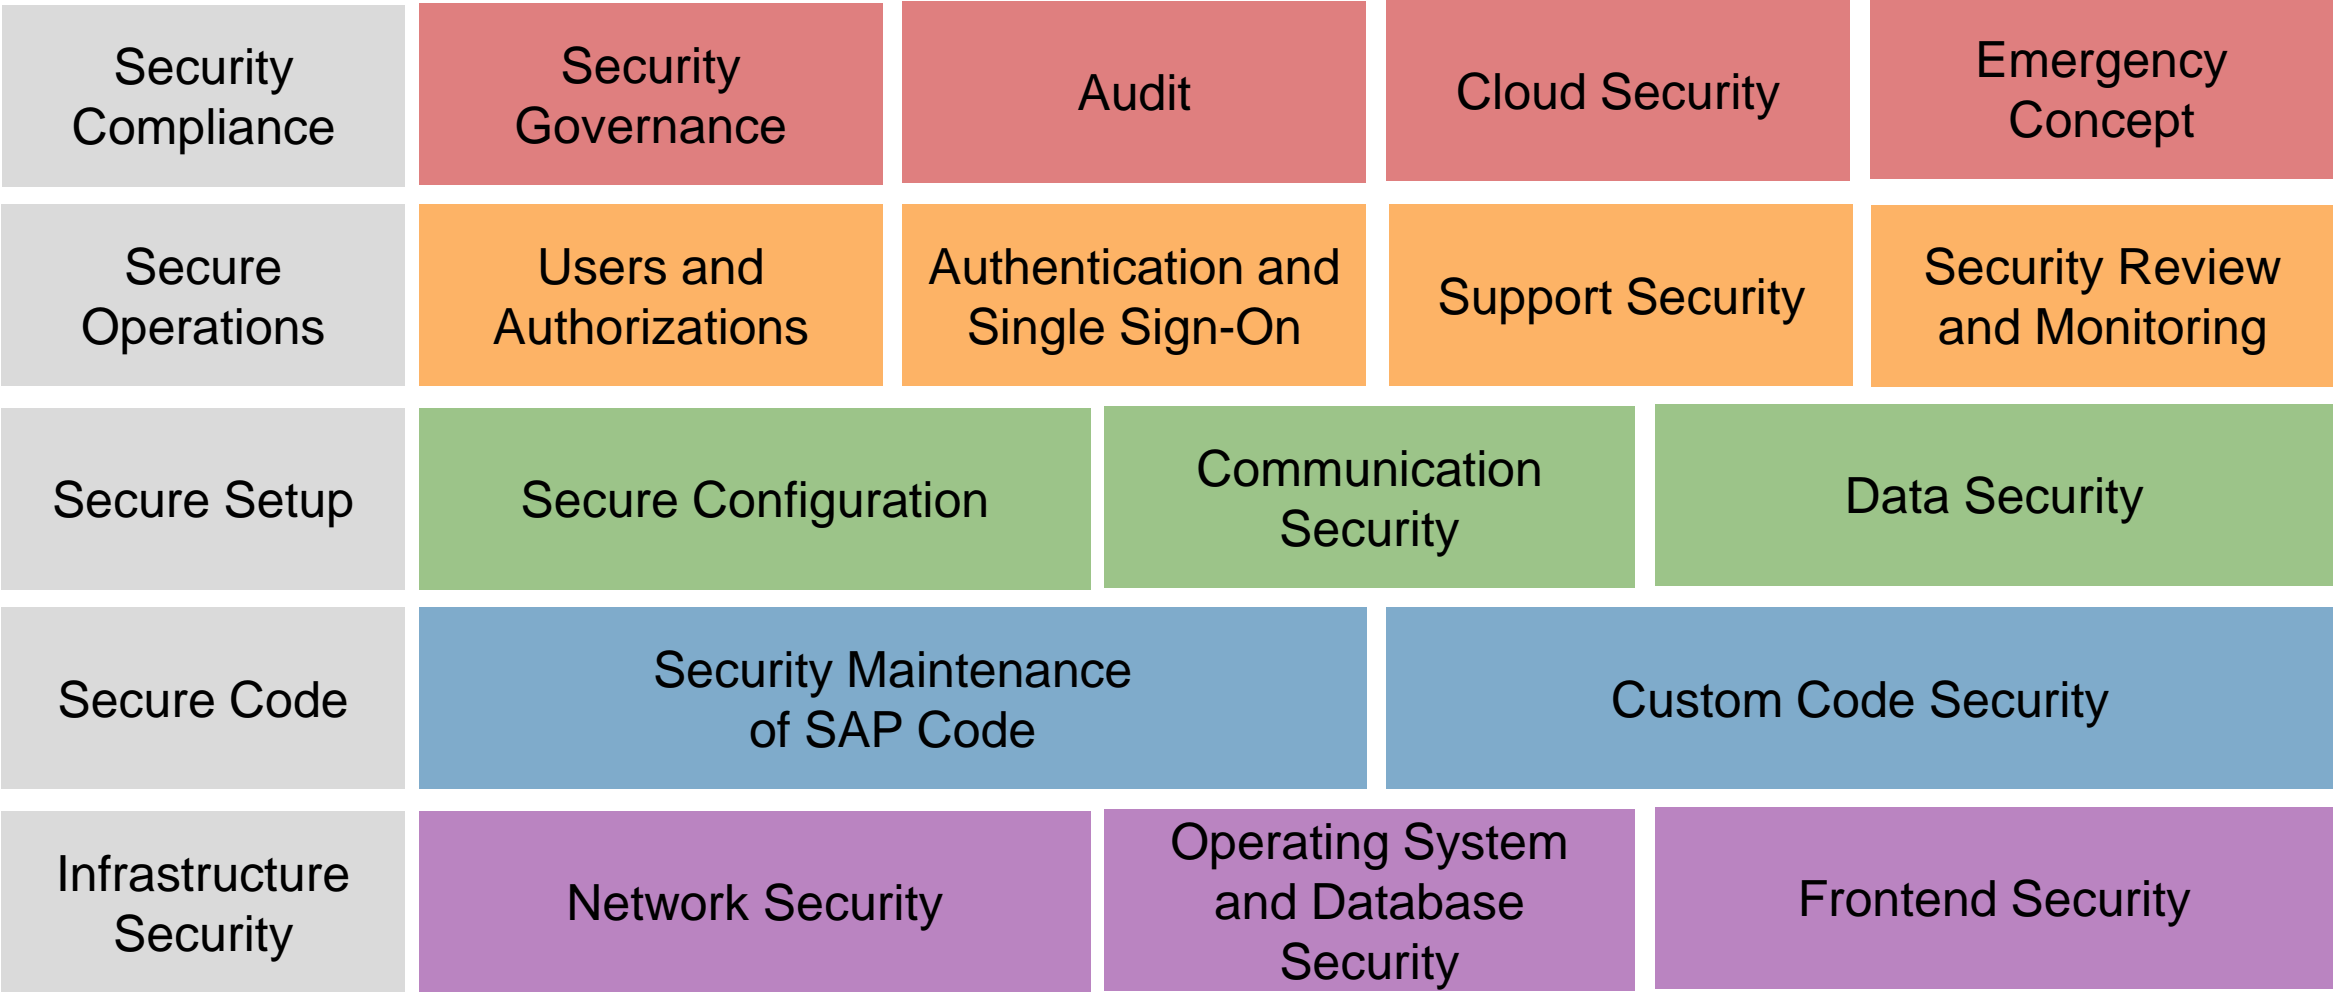 Security
Compliance
Security
Governance
Audit
Cloud Security
Emergency
Concept
Secure
Operations
Users and
Authorizations
Authentication and
Single Sign-On
Support Security
Security Review
and Monitoring
Secure Setup
Secure Configuration
Communication
Security
Data Security
Secure Code
Security Maintenance
of SAP Code
Custom Code Security
Infrastructure
Security
Network Security
Operating System
and Database
Security
Frontend Security